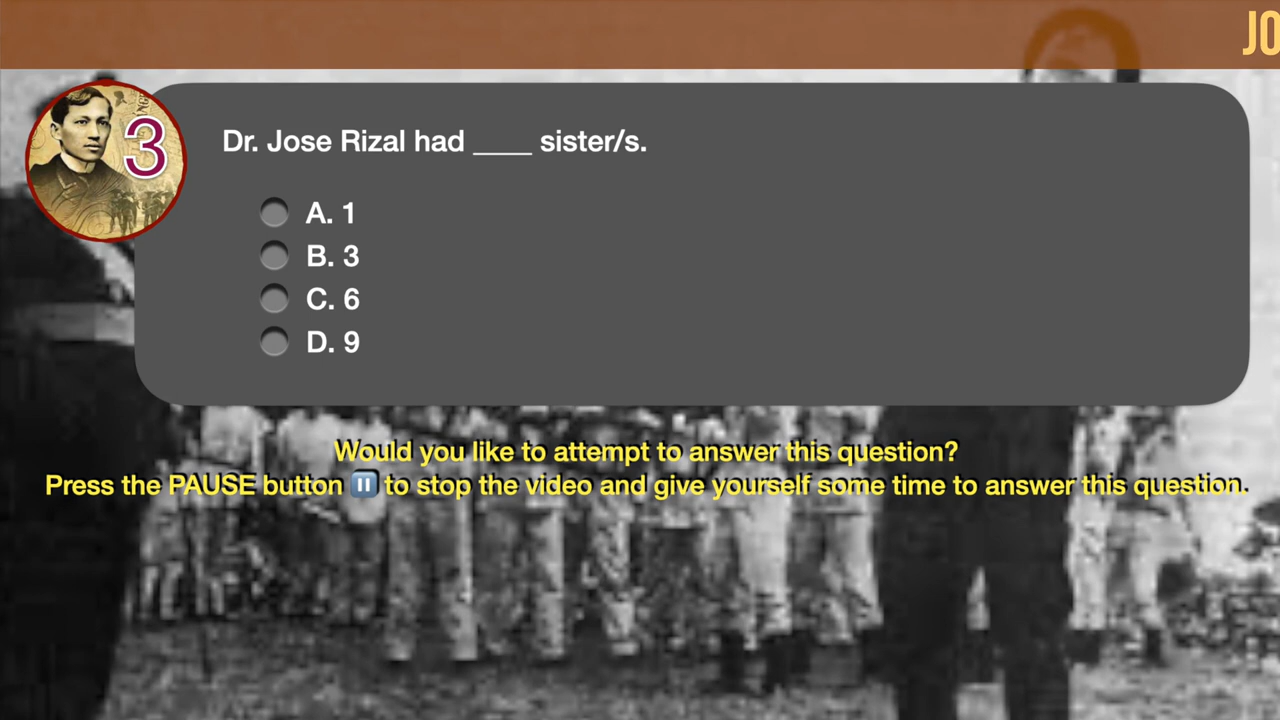 JO
3
Dr. Jose Rizal had ____ sister/s.
A. 1
B. 3
C. 6
D. 9
Would you like to attempt to answer this question?
Press the PAUSE button ⏸ to stop the video and give yourself some time to answer this question.